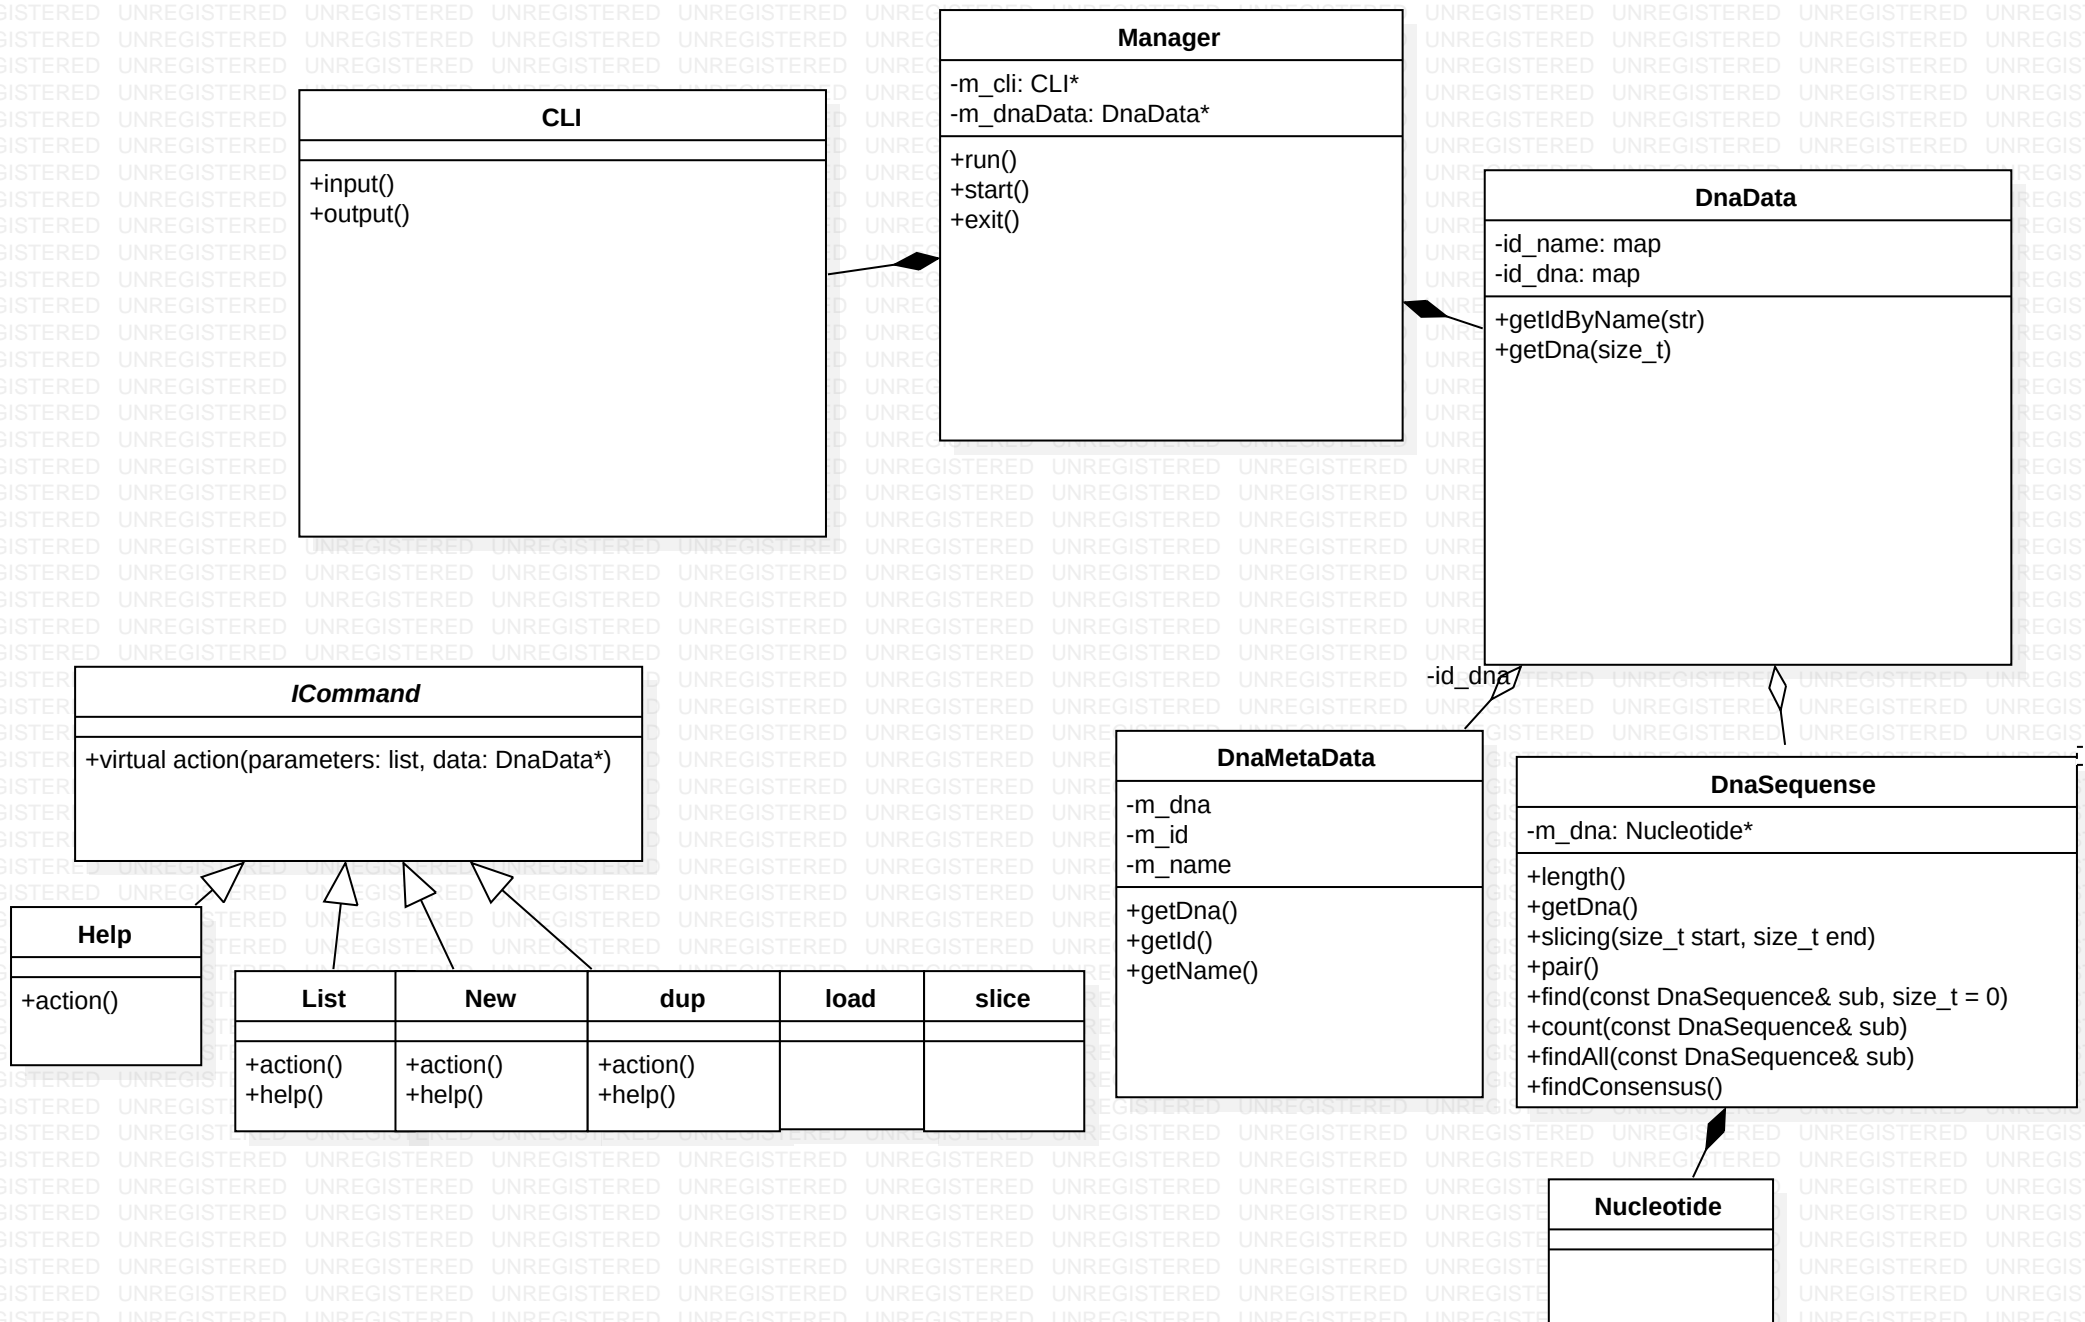 Manager
-m_cli: CLI*
-m_dnaData: DnaData*
+run()
+start()
+exit()
CLI
+input()
+output()
DnaData
-id_name: map
-id_dna: map
+getIdByName(str)
+getDna(size_t)
-id_dna
ICommand
+virtual action(parameters: list, data: DnaData*)
Help
+action()
List
+action()
+help()
New
+action()
+help()
dup
+action()
+help()
load
slice
DnaMetaData
-m_dna
-m_id
-m_name
+getDna()
+getId()
+getName()
DnaSequense
-m_dna: Nucleotide*
+length()
+getDna()
+slicing(size_t start, size_t end)
+pair()
+find(const DnaSequence& sub, size_t = 0)
+count(const DnaSequence& sub)
+findAll(const DnaSequence& sub)
+findConsensus()
Nucleotide
UNREGISTERED